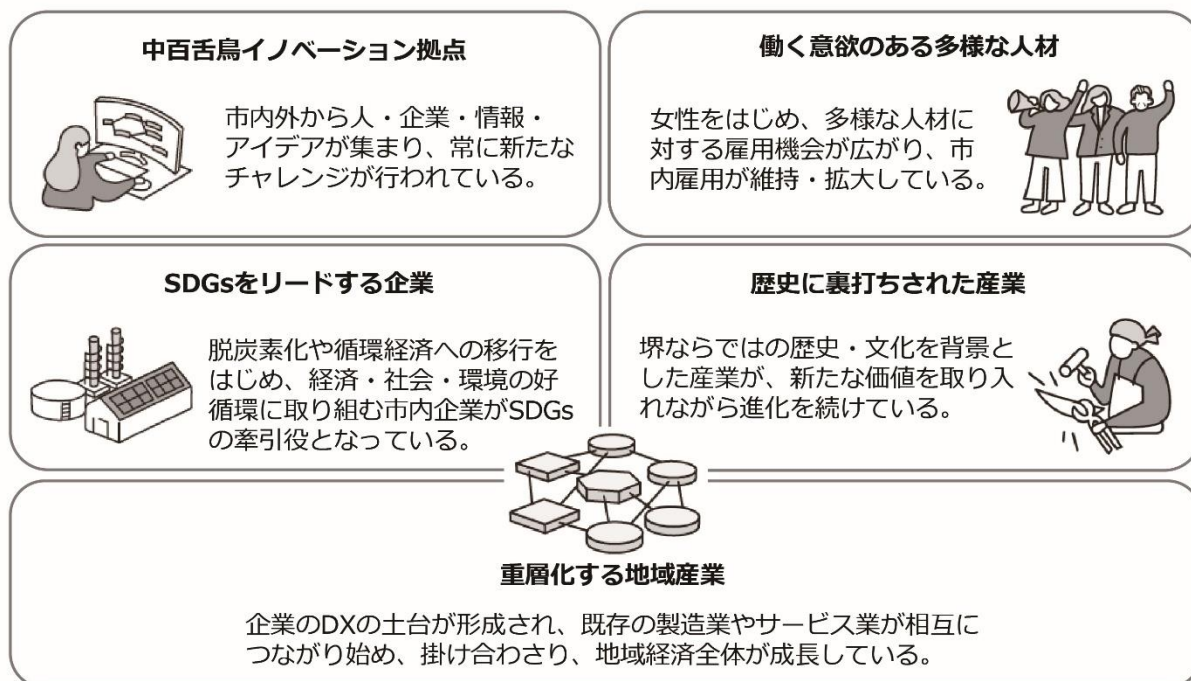 中百舌鳥イノベーション拠点
市内外から人・企業・情報・
アイデアが集まり、常に新たな
チャレンジが行われている。
働く意欲のある多様な人材
女性をはじめ、多様な人材に
対する雇用機会が広がり、市
内雇用が維持・拡大している。
SDGsをリードする企業
脱炭素化や循環経済への移行を
はじめ、経済・社会・環境の好
循環に取り組む市内企業がSDGs
の牽引役となっている。
歴史に裏打ちされた産業
堺ならではの歴史・文化を背景と
した産業が、新たな価値を取り入
れながら進化を続けている。
重層化する地域産業
企業のDXの土台が形成され、既存の製造業やサービス業が相互に
つながり始め、掛け合わさり、地域経済全体が成長している。